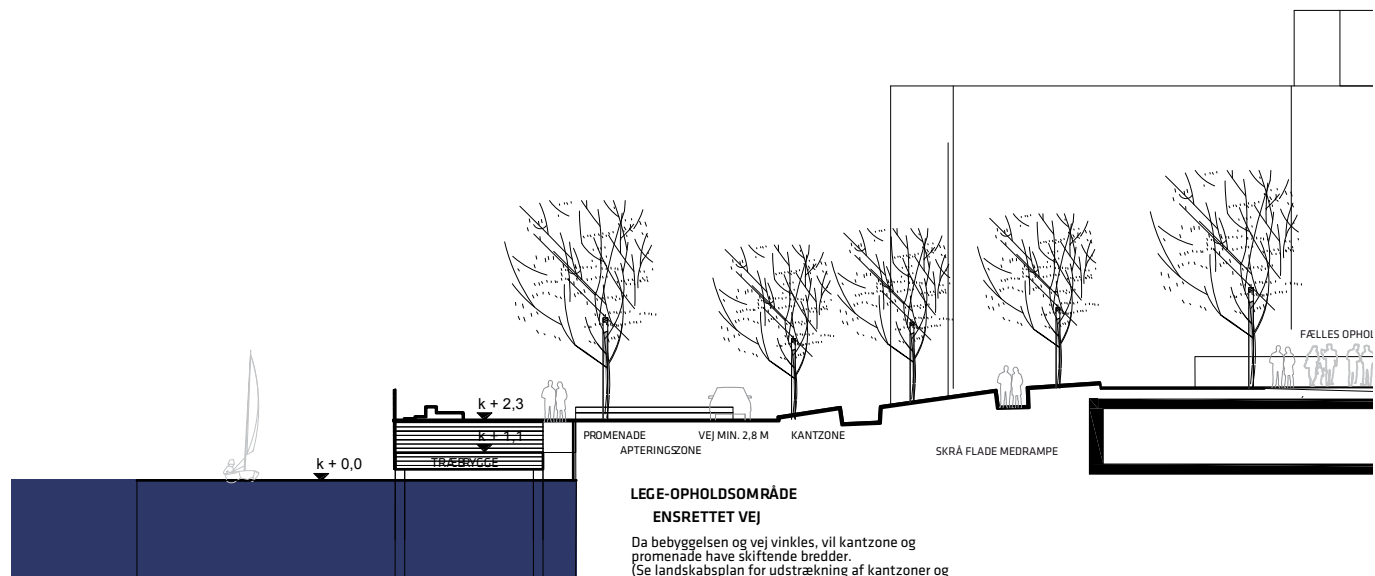 FÆLLES OPHOL
k + 2,3
k + 1,1
PROMENADE
VEJ MIN. 2,8 M
KANTZONE
APTERINGSZONE
SKRÅ FLADE MEDRAMPE
TRÆBRYGGE
k + 0,0
LEGE-OPHOLDSOMRÅDE
ENSRETTET VEJ
Da bebyggelsen og vej vinkles, vil kantzone og
promenade have skiftende bredder.
(Se landskabsplan for udstrækning af kantzoner og